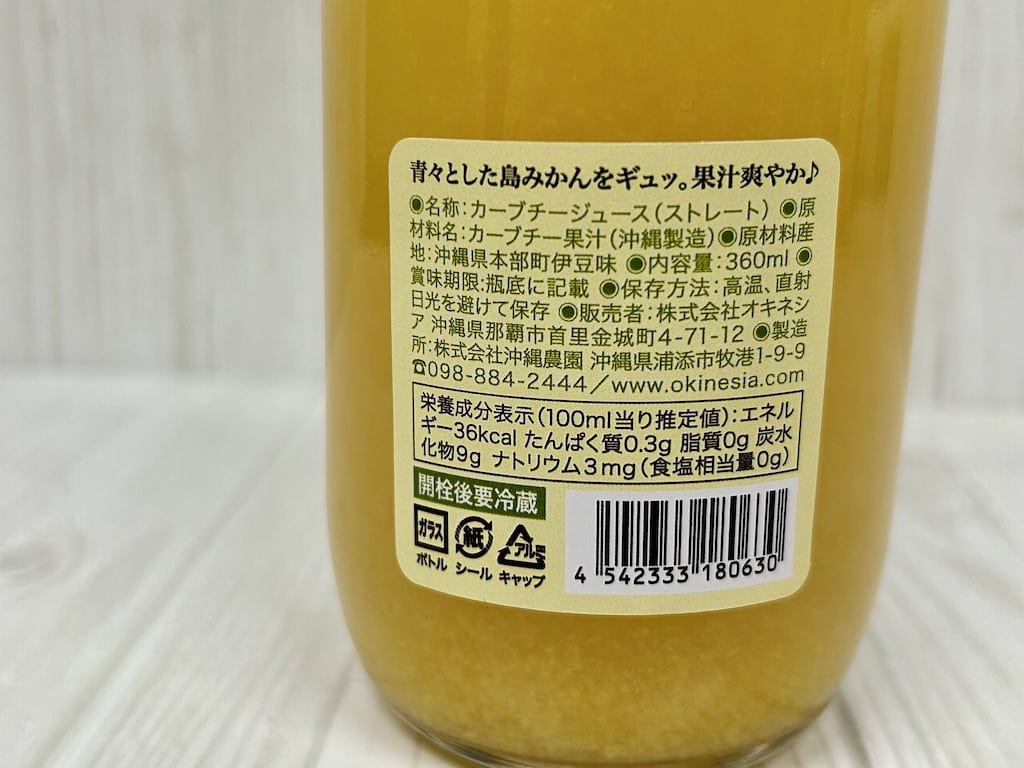 青々とした島みかんをギュッ。果汁爽やか♪
◉名称：カーブチージュース（ストレート） ◉原
材料名：カーブチー果汁（沖縄製造）◉原材料産
地：沖縄県本部町伊豆味 ◉内容量：360ml ◉
賞味期限：瓶底に記載 ◉保存方法：高温、直射
日光を避けて保存 ◉販売者：株式会社オキネシ
ア 沖縄県那覇市首里金城町4-71-12 ◉製造
所：株式会社沖縄農園 沖縄県浦添市牧港1-9-9
☎098-884-2444／www.okinesia.com
栄養成分表示（100ml当り推定値）：エネル
ギー36kcal たんぱく質0.3g 脂質0g 炭水
化物9g ナトリウム3mg（食塩相当量0g）
開栓後要冷蔵
ガラス 紙 アルミ
ボトル シール キャップ
4 542333 180630